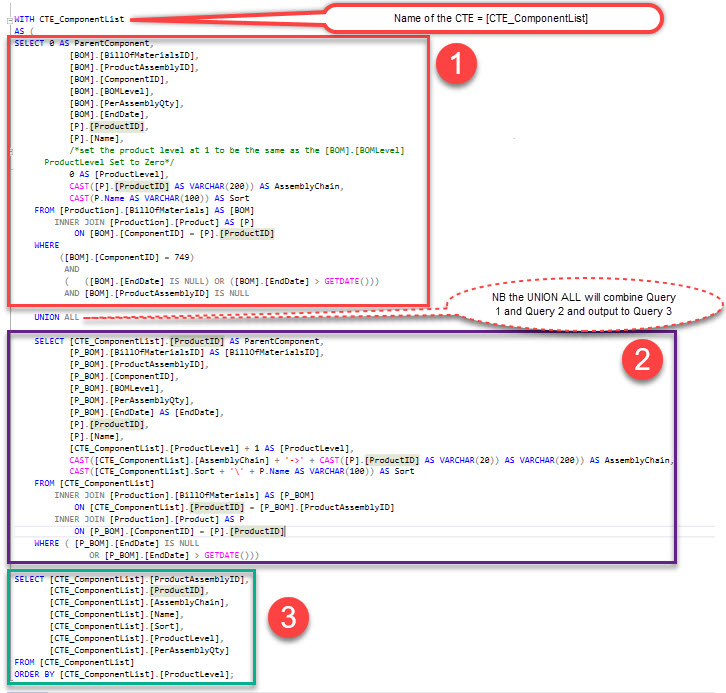 WITH CTE_ComponentList
Name of the CTE = [CTE_ComponentList]
AS (
SELECT 0 AS ParentComponent,
[BOM].[BillOfMaterialsID],
[BOM].[ProductAssemblyID],
[BOM].[ComponentID],
[BOM].[BOMLevel],
[BOM].[PerAssemblyQty],
[BOM].[EndDate],
[P].[ProductID],
[P].[Name],
/*set the product level at 1 to be the same as the [BOM].[BOMLevel]
ProductLevel Set to Zero*/
0 AS [ProductLevel],
CAST([P].[ProductID] AS VARCHAR(200)) AS AssemblyChain,
CAST(P.Name AS VARCHAR(100)) AS Sort
FROM [Production].[BillOfMaterials] AS [BOM]
INNER JOIN [Production].[Product] AS [P]
ON [BOM].[ComponentID] = [P].[ProductID]
WHERE
([BOM].[ComponentID] = 749)
AND
( ([BOM].[EndDate] IS NULL) OR ([BOM].[EndDate] > GETDATE()))
AND [BOM].[ProductAssemblyID] IS NULL
1
UNION ALL
NB the UNION ALL will combine Query
1 and Query 2 and output to Query 3
SELECT [CTE_ComponentList].[ProductID] AS ParentComponent,
[P_BOM].[BillOfMaterialsID] AS [BillOfMaterialsID],
[P_BOM].[ProductAssemblyID],
[P_BOM].[ComponentID],
[P_BOM].[BOMLevel],
[P_BOM].[PerAssemblyQty],
[P_BOM].[EndDate] AS [EndDate],
[P].[ProductID],
[P].[Name],
[CTE_ComponentList].[ProductLevel] + 1 AS [ProductLevel],
CAST([CTE_ComponentList].[AssemblyChain] + '->' + CAST([P].[ProductID] AS VARCHAR(20)) AS VARCHAR(200)) AS AssemblyChain,
CAST([CTE_ComponentList].Sort + '\' + P.Name AS VARCHAR(100)) AS Sort
FROM [CTE_ComponentList]
INNER JOIN [Production].[BillOfMaterials] AS [P_BOM]
ON [CTE_ComponentList].[ProductID] = [P_BOM].[ProductAssemblyID]
INNER JOIN [Production].[Product] AS P
ON [P_BOM].[ComponentID] = [P].[ProductID]
WHERE ( [P_BOM].[EndDate] IS NULL
OR [P_BOM].[EndDate] > GETDATE()))
2
SELECT [CTE_ComponentList].[ProductAssemblyID],
[CTE_ComponentList].[ProductID],
[CTE_ComponentList].[AssemblyChain],
[CTE_ComponentList].[Name],
[CTE_ComponentList].[Sort],
[CTE_ComponentList].[ProductLevel],
[CTE_ComponentList].[PerAssemblyQty]
FROM [CTE_ComponentList]
ORDER BY [CTE_ComponentList].[ProductLevel];
3